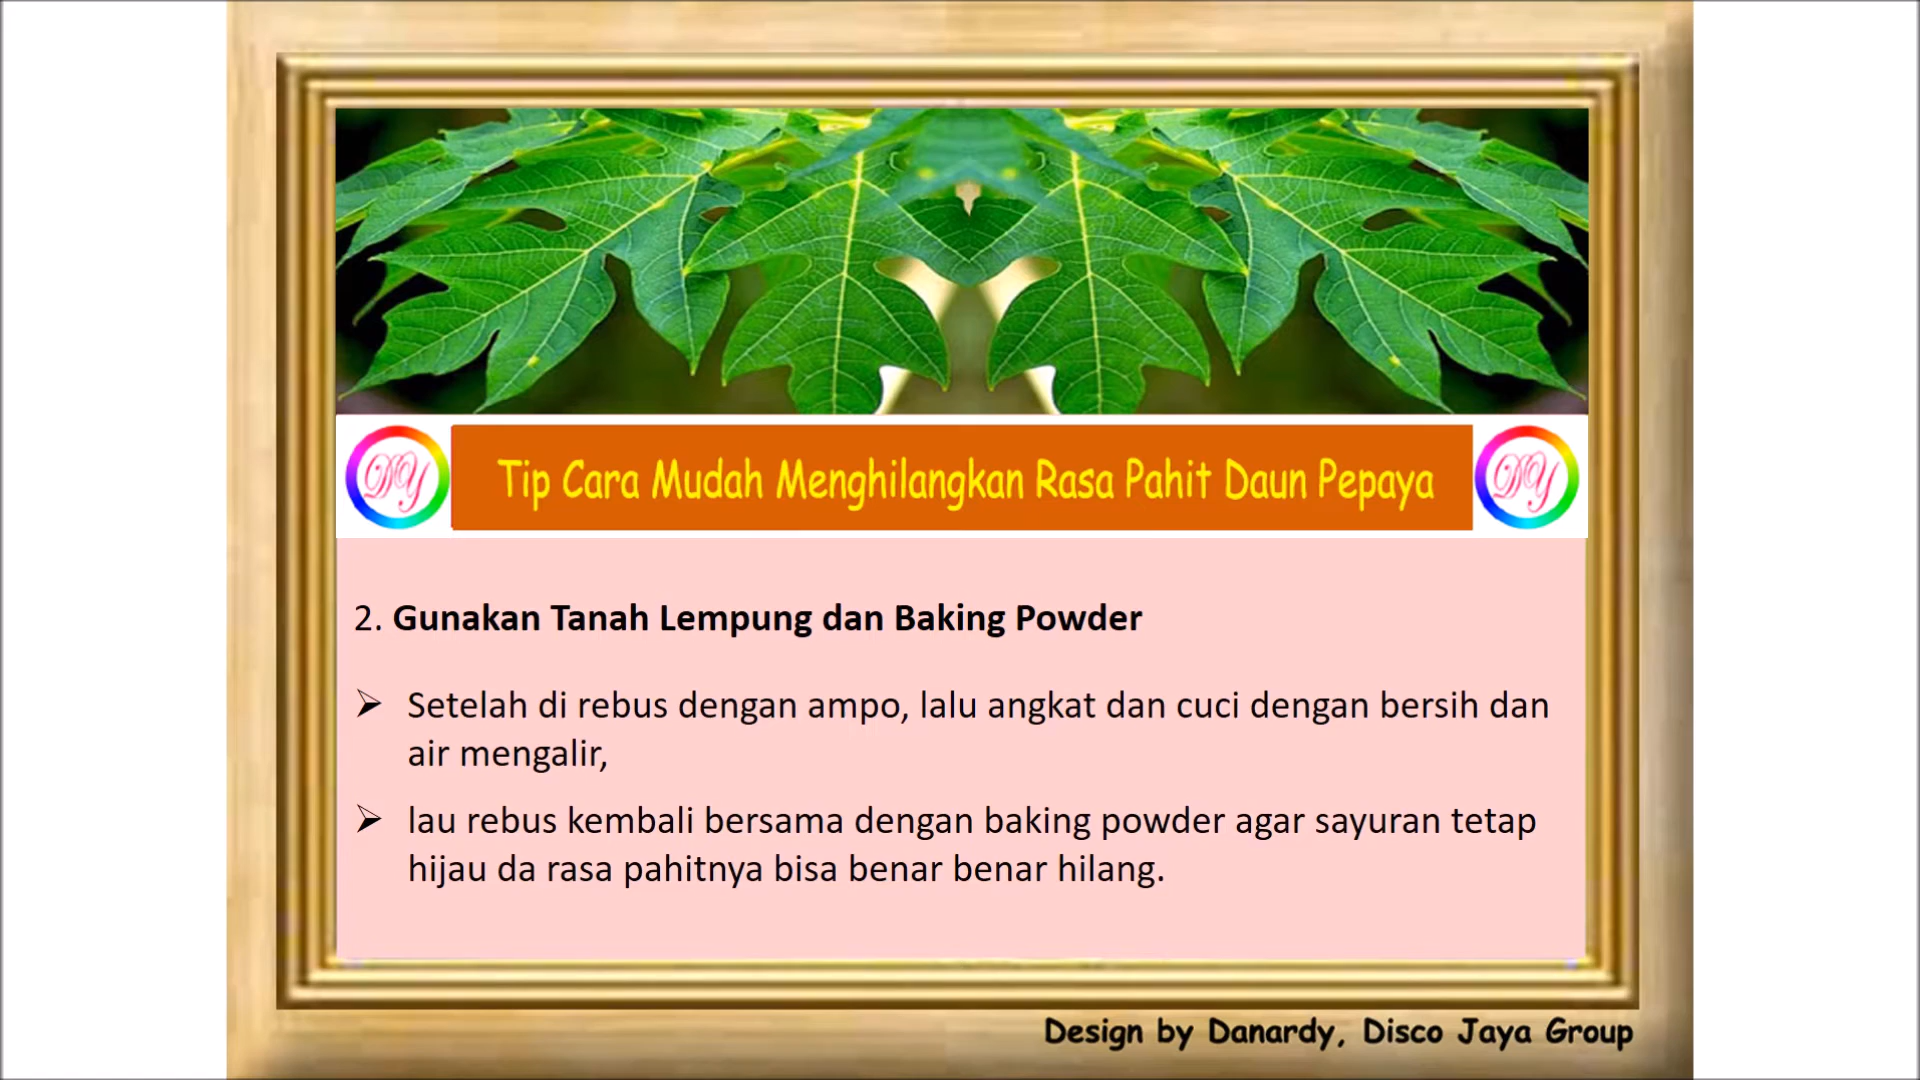 DY
DY
Tip Cara Mudah Menghilangkan Rasa Pahit Daun Pepaya
2. Gunakan Tanah Lempung dan Baking Powder
➢ Setelah di rebus dengan ampo, lalu angkat dan cuci dengan bersih dan
air mengalir,
➢ lau rebus kembali bersama dengan baking powder agar sayuran tetap
hijau da rasa pahitnya bisa benar benar hilang.
Design by Danardy, Disco Jaya Group